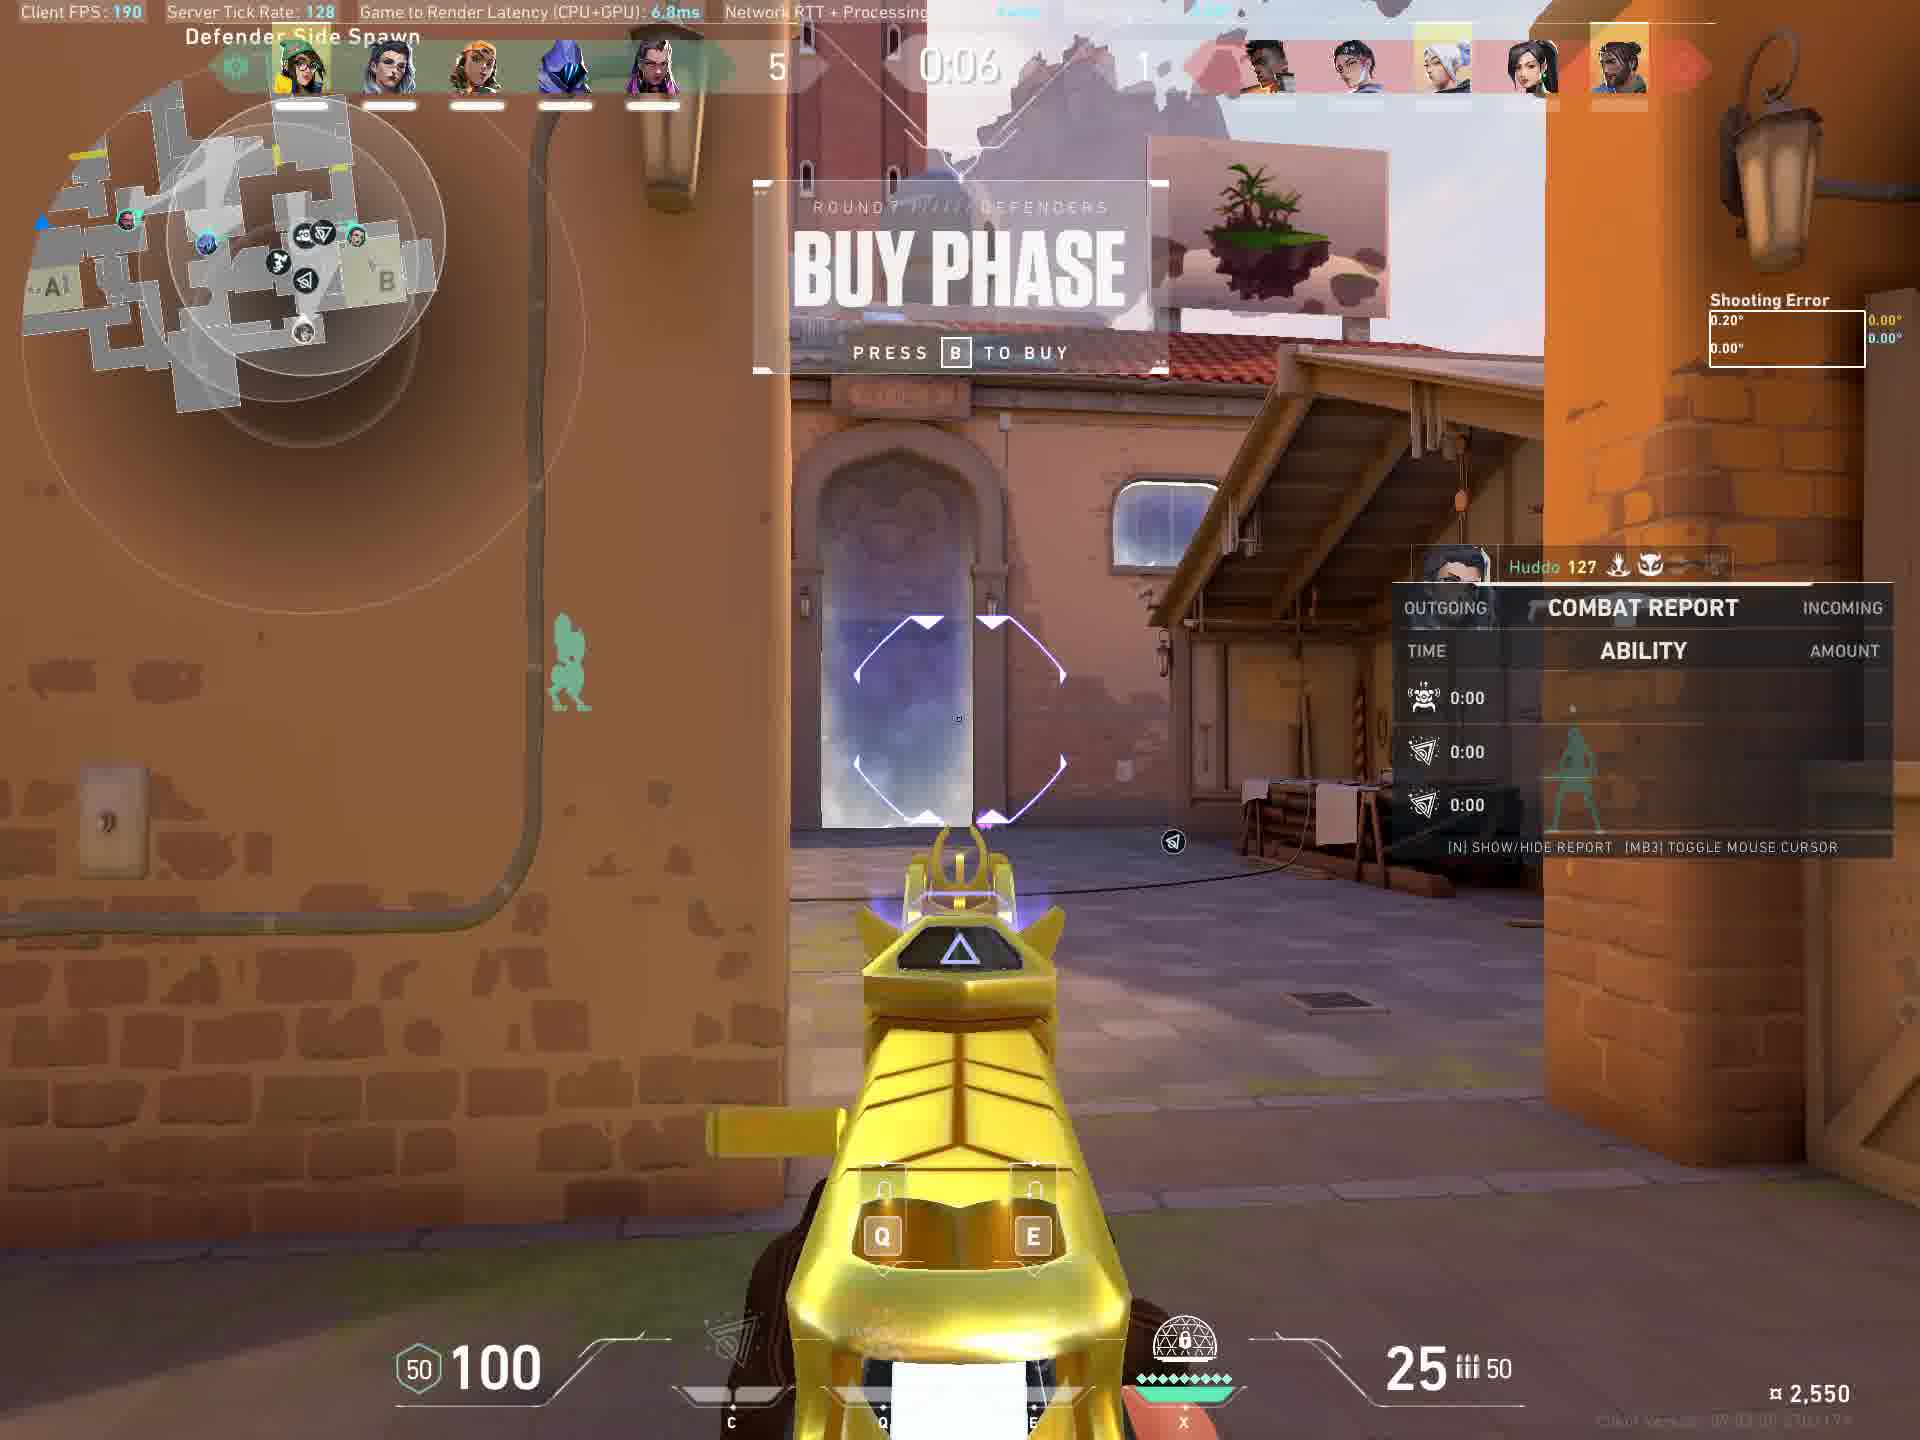 Client FPS: 190 Server Tick Rate: 128 Game to Render Latency (CPU+GPU): 6.8ms Network RTT + Processing
Defender Side Spawn
5 0:06 1
ROUND 7 ////// DEFENDERS
BUY PHASE
PRESS B TO BUY
A
B
Shooting Error
0.20° 0.00°
0.00° 0.00°
Huddo 127
OUTGOING COMBAT REPORT INCOMING
TIME ABILITY AMOUNT
0:00
0:00
0:00
[N] SHOW/HIDE REPORT [MB3] TOGGLE MOUSE CURSOR
Q E
50 100
25 50
¤ 2,550
C Q E X